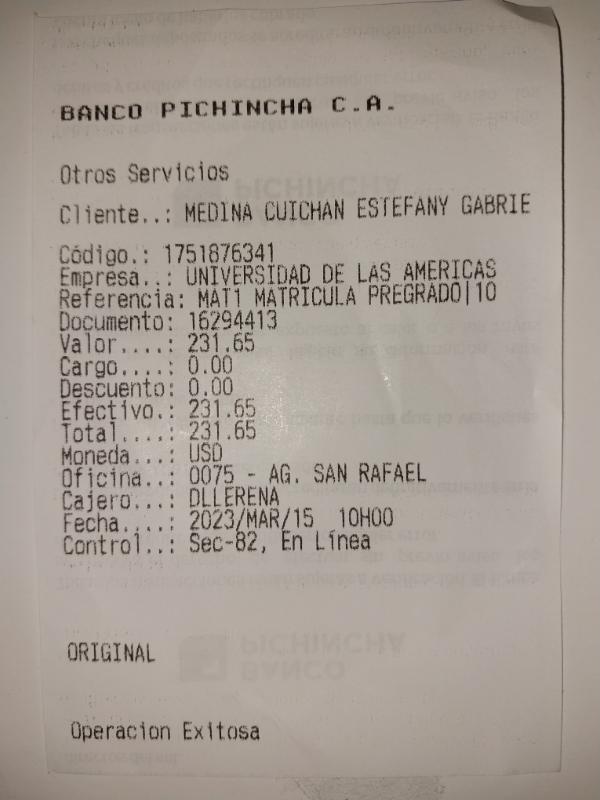 BANCO PICHINCHA C.A.
Otros Servicios
Cliente..: MEDINA CUICHAN ESTEFANY GABRIE
Código.: 1751876341
Empresa..: UNIVERSIDAD DE LAS AMERICAS
Referencia: MAT1 MATRICULA PREGRADO|10
Documento: 16294413
Valor....: 231.65
Cargo....: 0.00
Descuento: 0.00
Efectivo.: 231.65
Total....: 231.65
Moneda...: USD
Oficina..: 0075 - AG. SAN RAFAEL
Cajero...: DLLERENA
Fecha....: 2023/MAR/15 10H00
Control..: Sec-82, En Línea
ORIGINAL
Operacion Exitosa